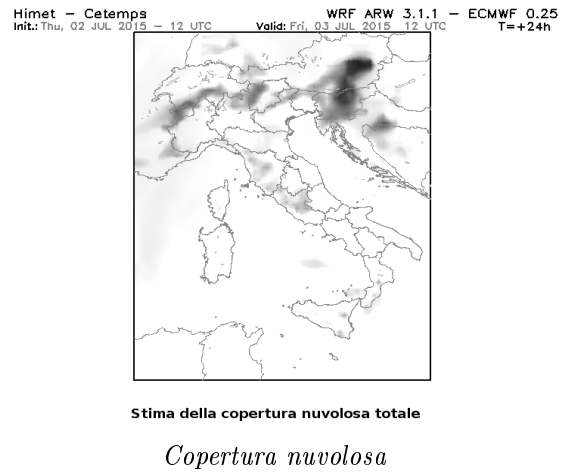 Himet – Cetemps WRF ARW 3.1.1 – ECMWF 0.25
Init.: Thu, 02 JUL 2015 – 12 UTC Valid: Fri, 03 JUL 2015 12 UTC T=+24h
Stima della copertura nuvolosa totale
Copertura nuvolosa